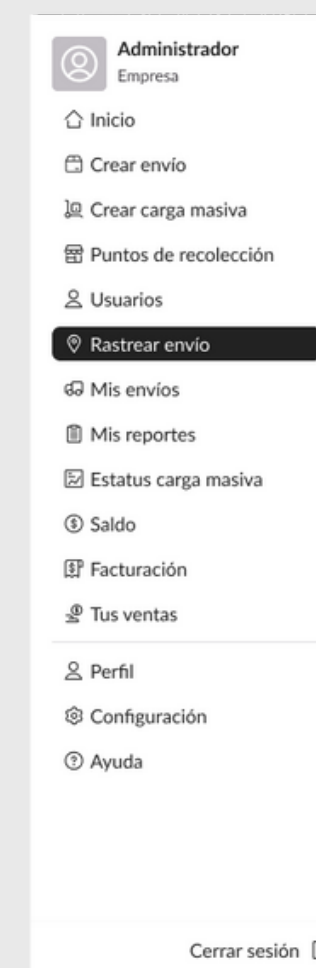 Administrador
Empresa
Inicio
Crear envío
Crear carga masiva
Puntos de recolección
Usuarios
Rastrear envío
Mis envíos
Mis reportes
Estatus carga masiva
Saldo
Facturación
Tus ventas
Perfil
Configuración
Ayuda
Cerrar sesión